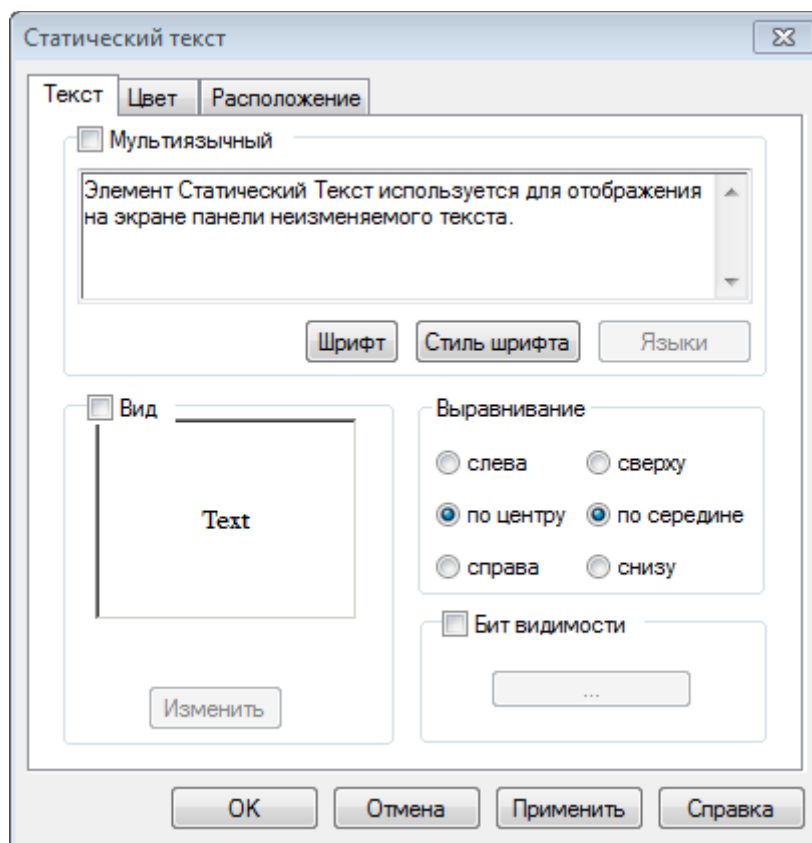 Статический текст
Текст Цвет Расположение
Мультиязычный
Элемент Статический Текст используется для отображения
на экране панели неизменяемого текста.
Шрифт Стиль шрифта Языки
Вид
Text
Изменить
Выравнивание
слева сверху
по центру по середине
справа снизу
Бит видимости
...
OK Отмена Применить Справка